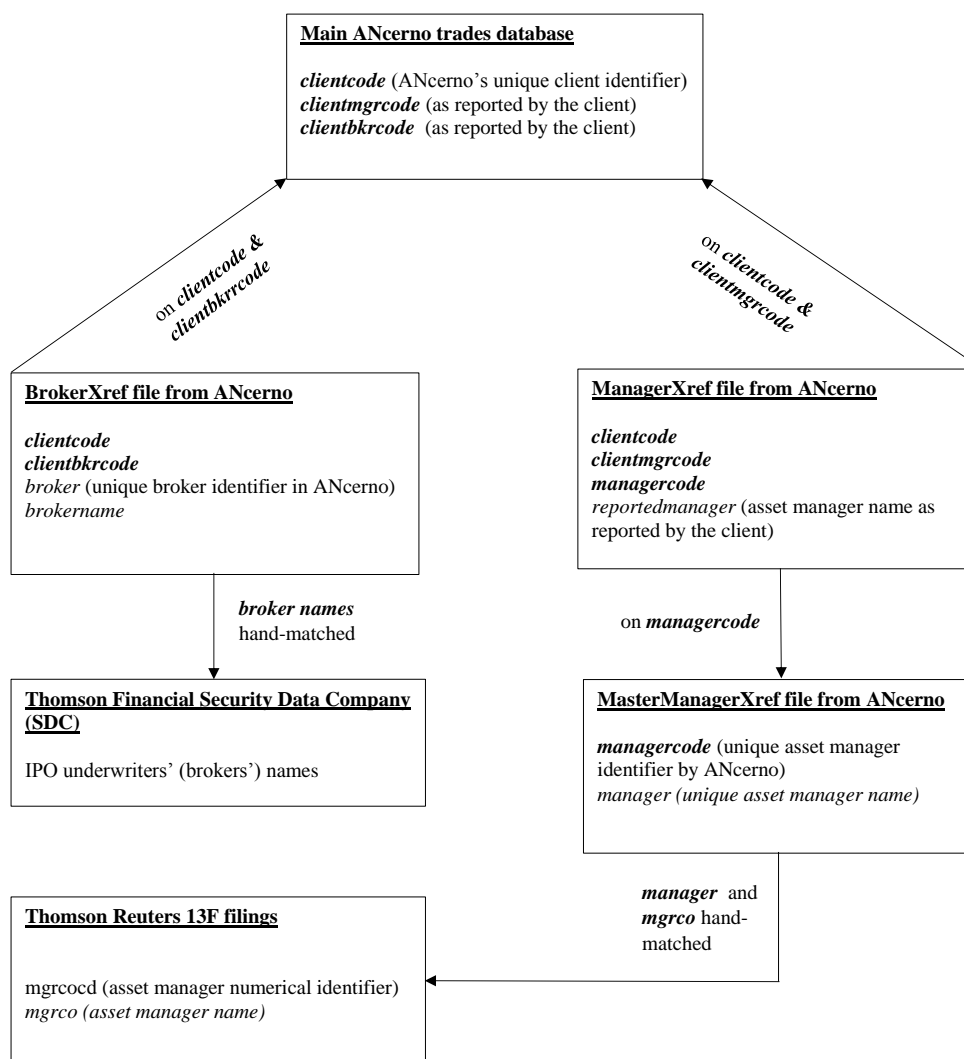 Main ANcerno trades database
clientcode (ANcerno's unique client identifier)
clientmgrcode (as reported by the client)
clientbkrcode (as reported by the client)
on clientcode &
clientbkrrcode
on clientcode &
clientmgrcode
BrokerXref file from ANcerno
clientcode
clientbkrcode
broker (unique broker identifier in ANcerno)
brokername
ManagerXref file from ANcerno
clientcode
clientmgrcode
managercode
reportedmanager (asset manager name as
reported by the client)
broker names
hand-matched
on managercode
Thomson Financial Security Data Company
(SDC)
IPO underwriters' (brokers') names
MasterManagerXref file from ANcerno
managercode (unique asset manager
identifier by ANcerno)
manager (unique asset manager name)
manager and
mgrco hand-
matched
Thomson Reuters 13F filings
mgrcocd (asset manager numerical identifier)
mgrco (asset manager name)